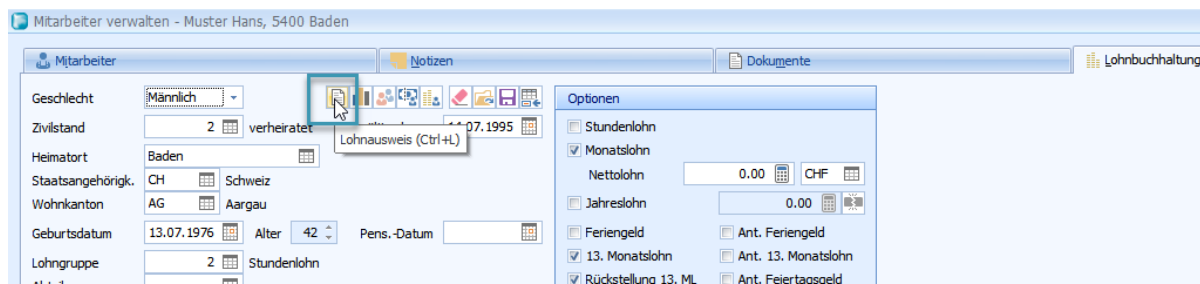 Mitarbeiter verwalten - Muster Hans, 5400 Baden
Mitarbeiter Notizen Dokumente Lohnbuchhaltung
Geschlecht Männlich Optionen
Zivilstand 2 verheiratet .07.1995 Stundenlohn
Lohnausweis (Ctrl+L)
Heimatort Baden Monatslohn
Staatsangehörigk. CH Schweiz Nettolohn 0.00 CHF
Wohnkanton AG Aargau Jahreslohn 0.00
Geburtsdatum 13.07.1976 Alter 42 Pens.-Datum Feriengeld Ant. Feriengeld
13. Monatslohn Ant. 13. Monatslohn
Lohngruppe 2 Stundenlohn
Rückstellung 13. ML Ant. Feiertagsgeld